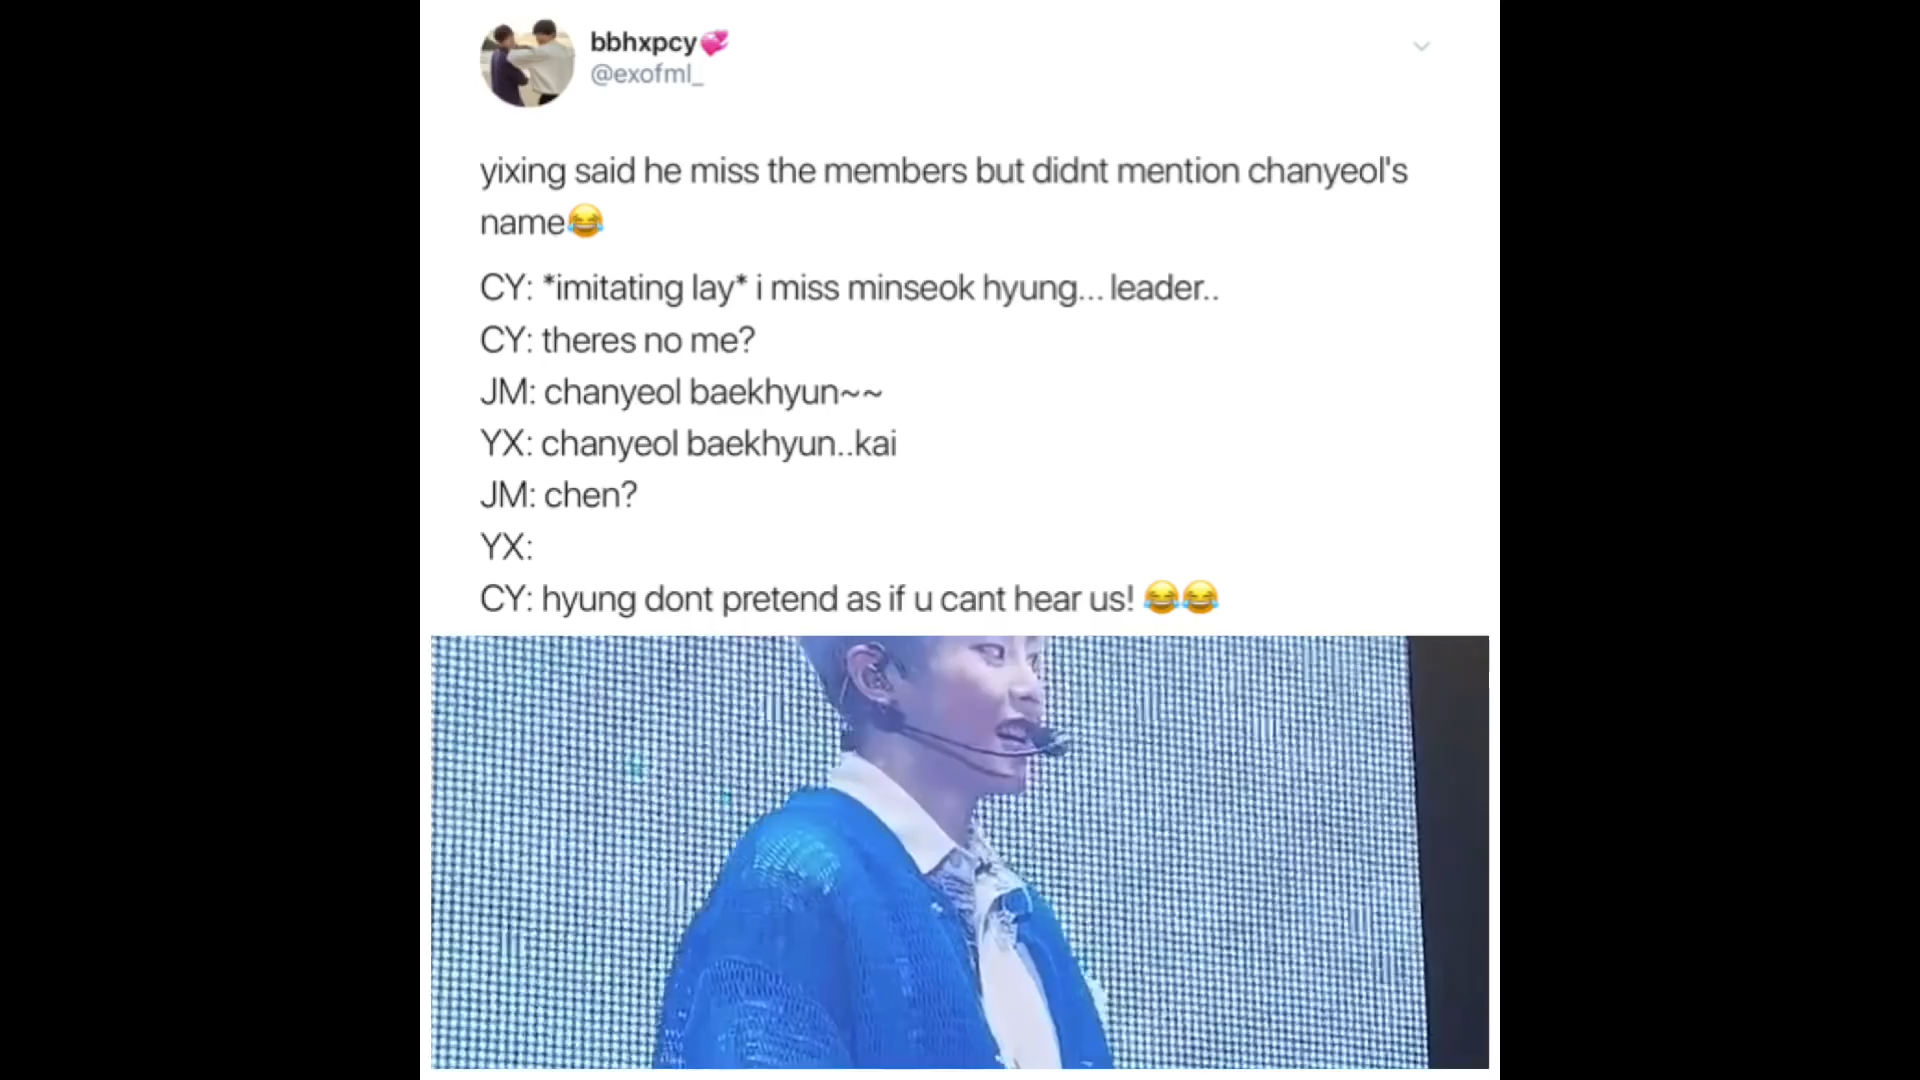 bbhxpcy💞
@exofml_
yixing said he miss the members but didnt mention chanyeol's
name😂
CY: *imitating lay* i miss minseok hyung... leader..
CY: theres no me?
JM: chanyeol baekhyun~~
YX: chanyeol baekhyun..kai
JM: chen?
YX:
CY: hyung dont pretend as if u cant hear us! 😂😂